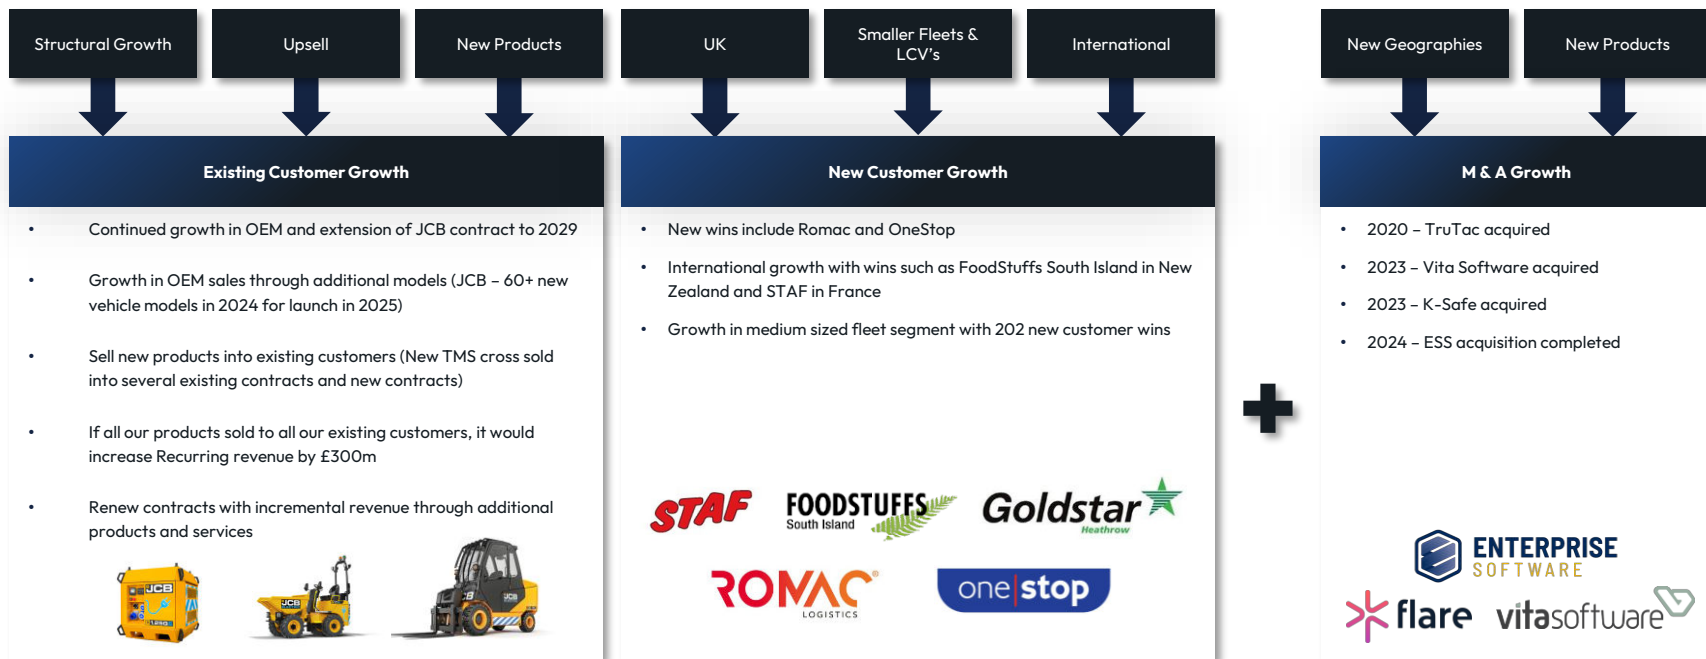 Structural Growth
Upsell
New Products
UK
Smaller Fleets &
LCV's
International
New Geographies
New Products
Existing Customer Growth
• Continued growth in OEM and extension of JCB contract to 2029
• Growth in OEM sales through additional models (JCB – 60+ new
vehicle models in 2024 for launch in 2025)
• Sell new products into existing customers (New TMS cross sold
into several existing contracts and new contracts)
• If all our products sold to all our existing customers, it would
increase Recurring revenue by £300m
• Renew contracts with incremental revenue through additional
products and services
JCB
JCB
JCB
New Customer Growth
• New wins include Romac and OneStop
• International growth with wins such as FoodStuffs South Island in New
Zealand and STAF in France
• Growth in medium sized fleet segment with 202 new customer wins
STAF
FOODSTUFFS
South Island
Goldstar
Heathrow
ROMAC®
LOGISTICS
one|stop
M & A Growth
• 2020 – TruTac acquired
• 2023 – Vita Software acquired
• 2023 – K-Safe acquired
• 2024 – ESS acquisition completed
ENTERPRISE
SOFTWARE
flare
vitasoftware